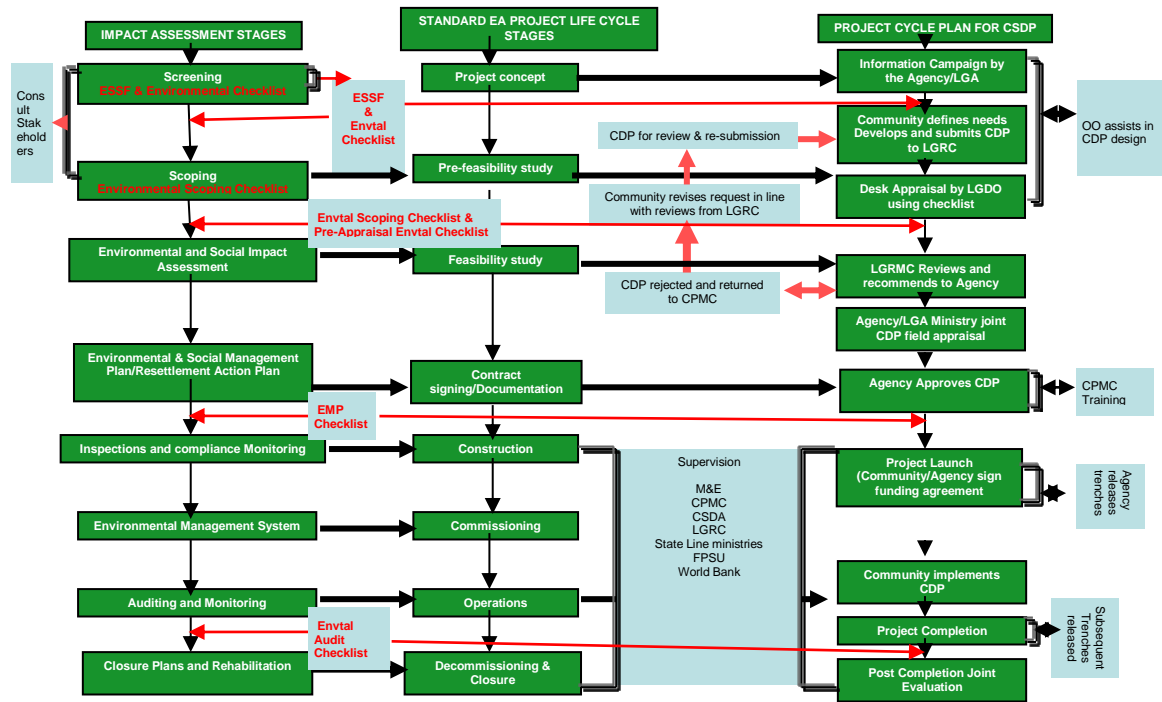 IMPACT ASSESSMENT STAGES
STANDARD EA PROJECT LIFE CYCLE
STAGES
PROJECT CYCLE PLAN FOR CSDP
Cons
ult
Stak
ehold
ers
Screening
ESSF & Environmental Checklist
ESSF
&
Envtal
Checklist
Scoping
Environmental Scoping Checklist
Envtal Scoping Checklist &
Pre-Appraisal Envtal Checklist
Environmental and Social Impact
Assessment
Environmental & Social Management
Plan/Resettlement Action Plan
EMP
Checklist
Inspections and compliance Monitoring
Environmental Management System
Auditing and Monitoring
Envtal
Audit
Checklist
Closure Plans and Rehabilitation
Project concept
Pre-feasibility study
Feasibility study
Contract
signing/Documentation
Construction
Commissioning
Operations
Decommissioning &
Closure
CDP for review & re-submission
Community revises request in line
with reviews from LGRC
CDP rejected and returned
to CPMC
Supervision
M&E
CPMC
CSDA
LGRC
State Line ministries
FPSU
World Bank
Information Campaign by
the Agency/LGA
Community defines needs
Develops and submits CDP
to LGRC
Desk Appraisal by LGDO
using checklist
LGRMC Reviews and
recommends to Agency
Agency/LGA Ministry joint
CDP field appraisal
Agency Approves CDP
Project Launch
(Community/Agency sign
funding agreement
Community implements
CDP
Project Completion
Post Completion Joint
Evaluation
OO assists in
CDP design
CPMC
Training
Agency
releases
trenches
Subsequent
Trenches
released